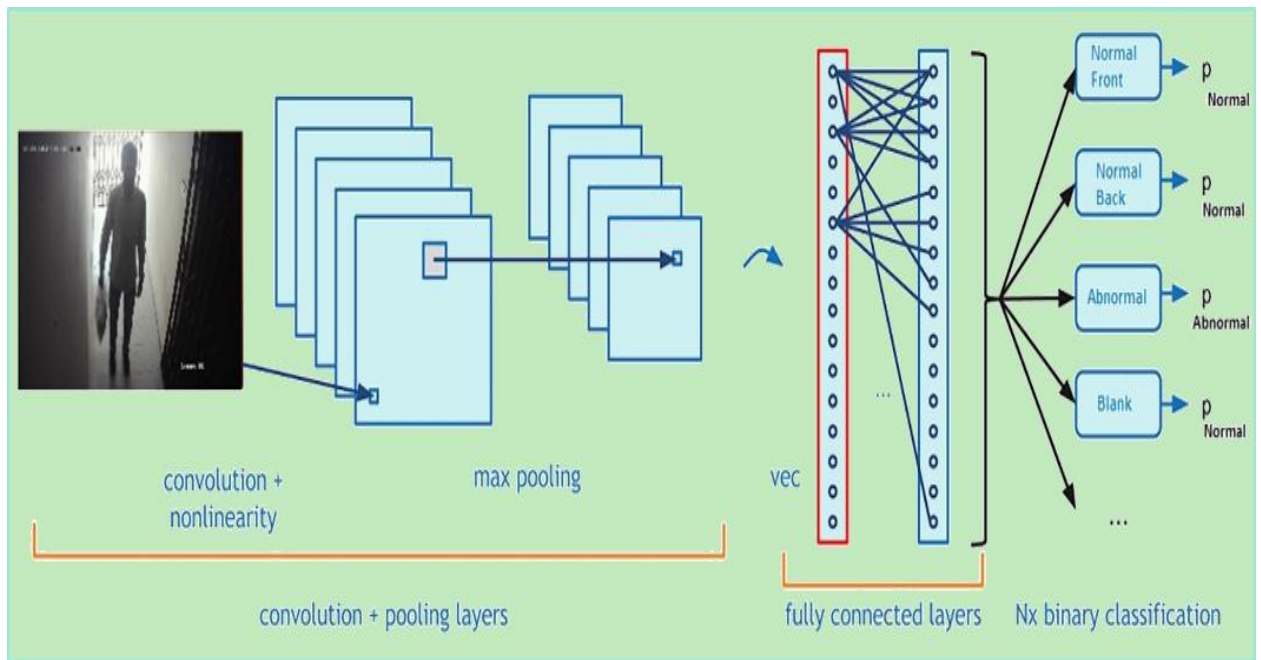 Normal
Front
p
Normal
Normal
Back
p
Normal
Abnormal
p
Abnormal
Blank
p
Normal
...
...
convolution +
nonlinearity
max pooling
vec
convolution + pooling layers
fully connected layers
Nx binary classification